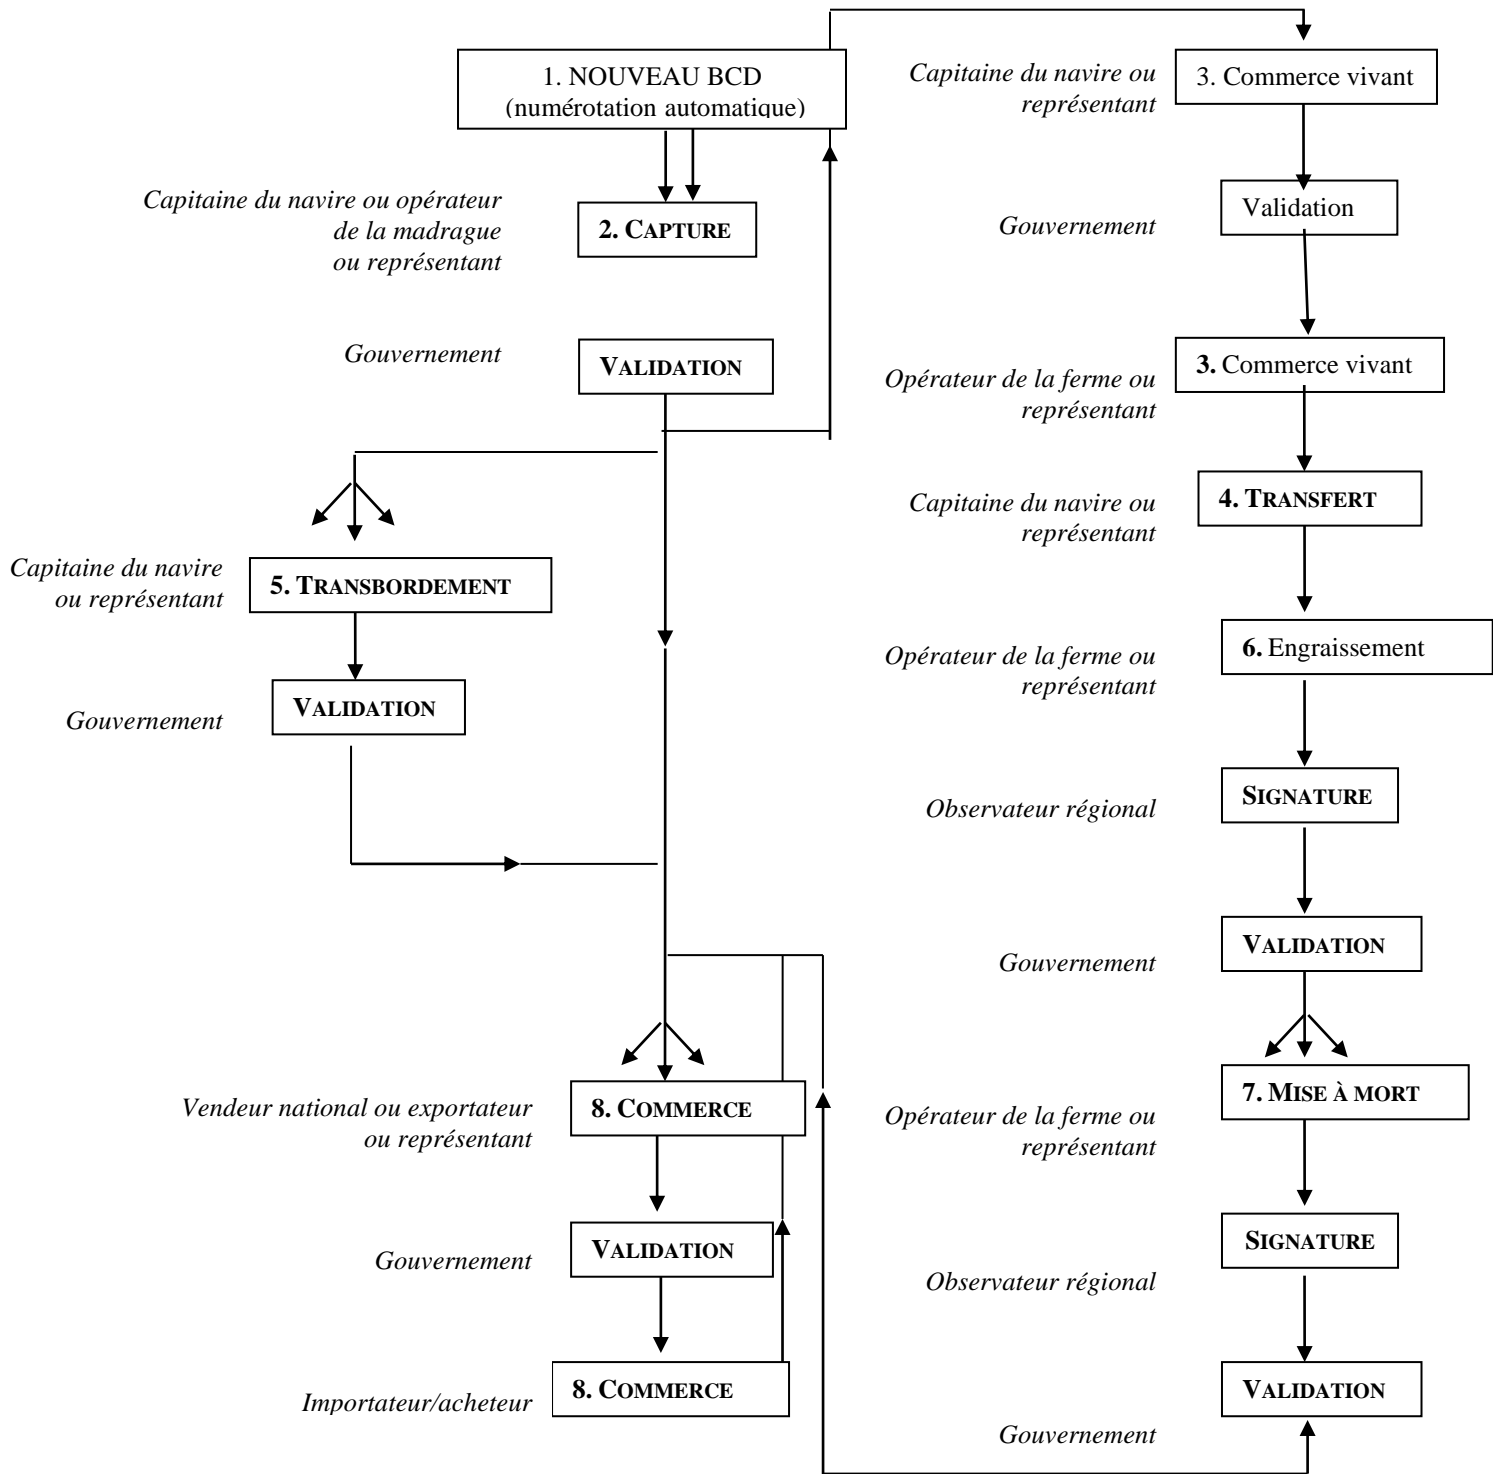 1. NOUVEAU BCD
(numérotation automatique)
Capitaine du navire ou opérateur
de la madrague
ou représentant
2. CAPTURE
Gouvernement
VALIDATION
Capitaine du navire
ou représentant
5. TRANSBORDEMENT
Gouvernement
VALIDATION
Vendeur national ou exportateur
ou représentant
8. COMMERCE
Gouvernement
VALIDATION
Importateur/acheteur
8. COMMERCE
Capitaine du navire ou
représentant
3. Commerce vivant
Gouvernement
Validation
Opérateur de la ferme ou
représentant
3. Commerce vivant
Capitaine du navire ou
représentant
4. TRANSFERT
Opérateur de la ferme ou
représentant
6. Engraissement
Observateur régional
SIGNATURE
Gouvernement
VALIDATION
Opérateur de la ferme ou
représentant
7. MISE À MORT
Observateur régional
SIGNATURE
Gouvernement
VALIDATION